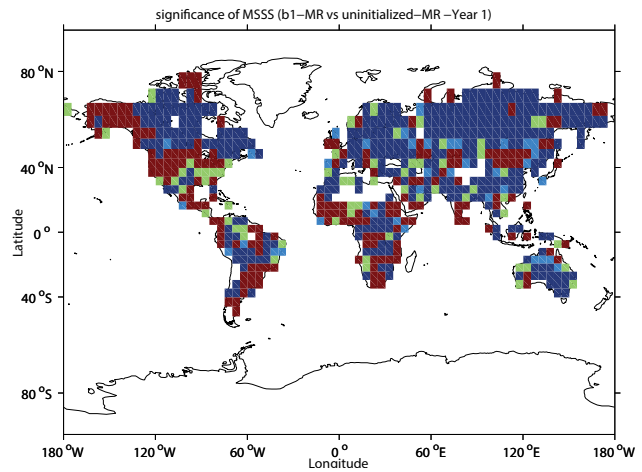 significance of MSSS (b1−MR vs uninitialized−MR −Year 1)
80 °N
40 °N
0 °
40 °S
80 °S
Latitude
180 °W
120 °W
60 °W
0 °
60 °E
120 °E
180 °W
Longitude